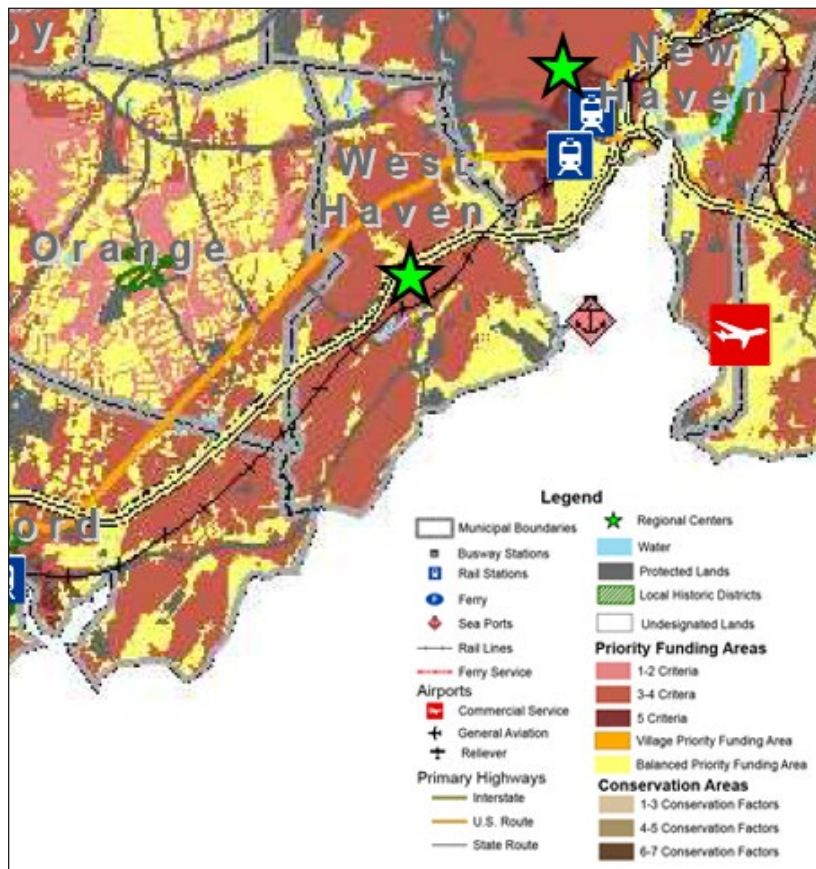 by
New
Haven
West
Haven
Orange
ord
Legend
Municipal Boundaries
Busway Stations
Rail Stations
Ferry
Sea Ports
Rail Lines
Ferry Service
Airports
Commercial Service
General Aviation
Reliever
Primary Highways
Interstate
U.S. Route
State Route
Regional Centers
Water
Protected Lands
Local Historic Districts
Undesignated Lands
Priority Funding Areas
1-2 Criteria
3-4 Critera
5 Criteria
Village Priority Funding Area
Balanced Priority Funding Area
Conservation Areas
1-3 Conservation Factors
4-5 Conservation Factors
6-7 Conservation Factors